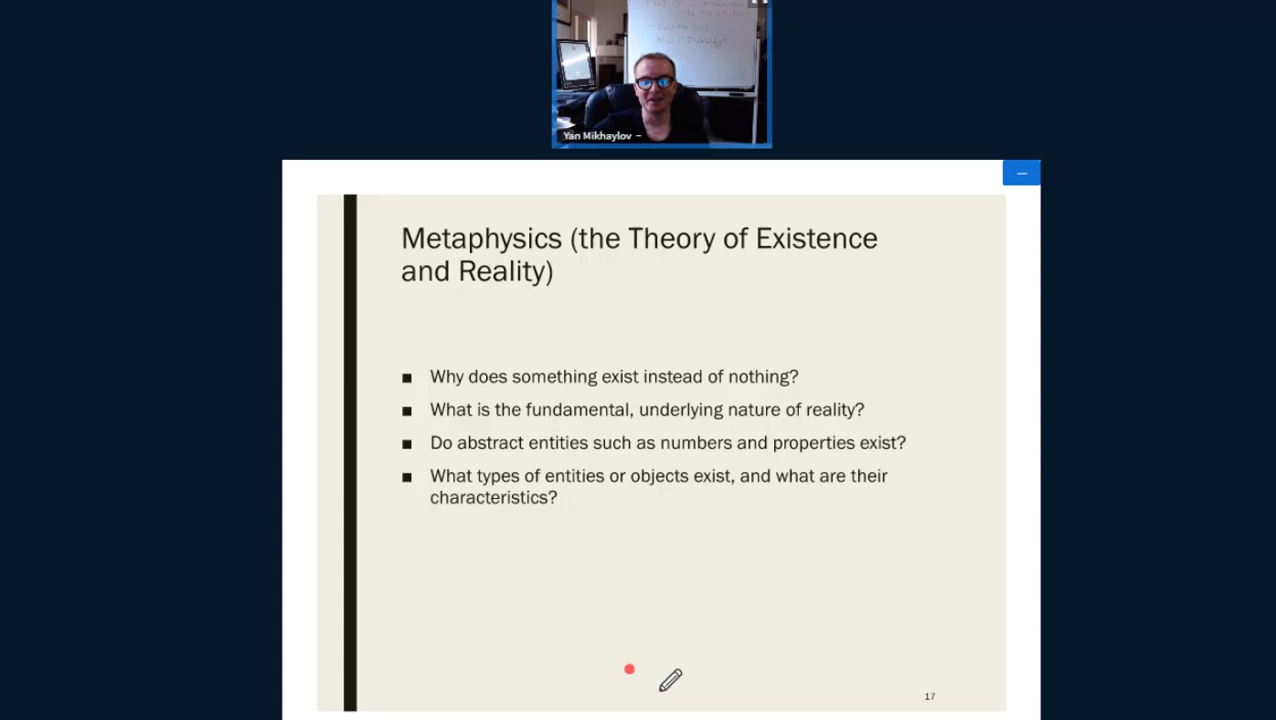 Yan Mikhaylov –
Metaphysics (the Theory of Existence
and Reality)
■ Why does something exist instead of nothing?
■ What is the fundamental, underlying nature of reality?
■ Do abstract entities such as numbers and properties exist?
■ What types of entities or objects exist, and what are their
characteristics?
17